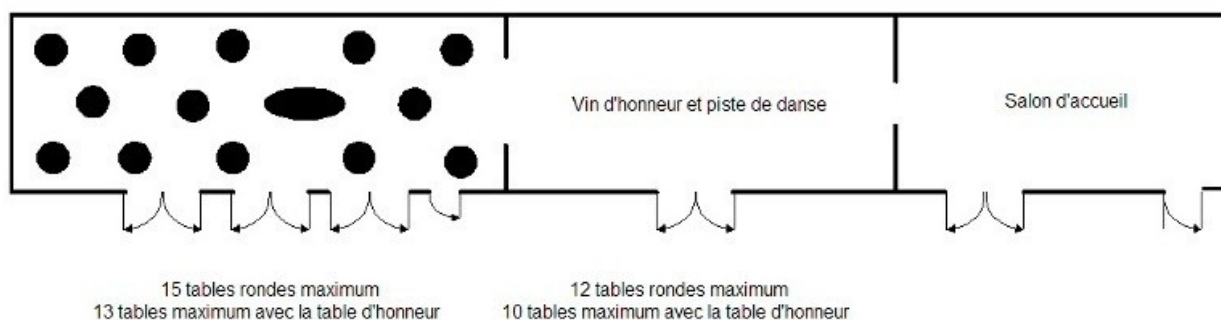 Vin d'honneur et piste de danse
Salon d'accueil
15 tables rondes maximum
13 tables maximum avec la table d'honneur
12 tables rondes maximum
10 tables maximum avec la table d'honneur